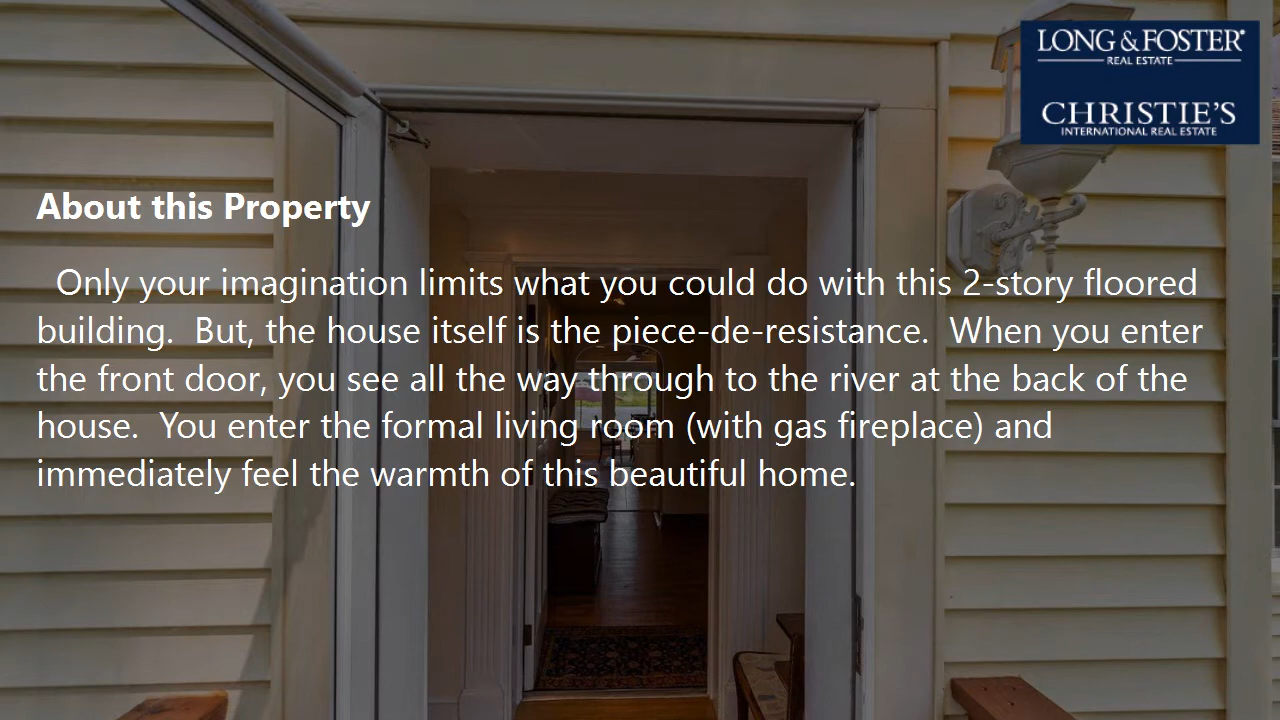 LONG & FOSTER®
REAL ESTATE
CHRISTIE'S
INTERNATIONAL REAL ESTATE
About this Property
Only your imagination limits what you could do with this 2-story floored
building.  But, the house itself is the piece-de-resistance.  When you enter
the front door, you see all the way through to the river at the back of the
house.  You enter the formal living room (with gas fireplace) and
immediately feel the warmth of this beautiful home.